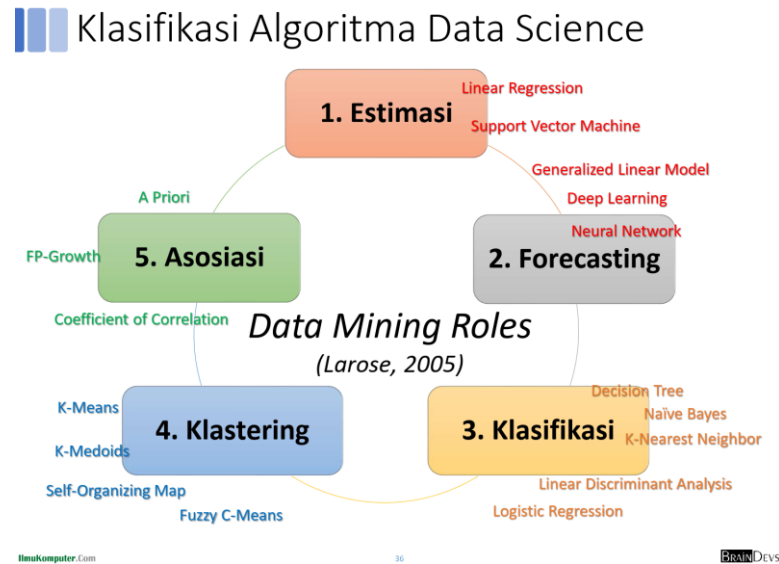 Klasifikasi Algoritma Data Science
1. Estimasi
Linear Regression
Support Vector Machine
Generalized Linear Model
Deep Learning
Neural Network
2. Forecasting
A Priori
5. Asosiasi
FP-Growth
Coefficient of Correlation
Data Mining Roles
(Larose, 2005)
Decision Tree
Naïve Bayes
3. Klasifikasi
K-Nearest Neighbor
Linear Discriminant Analysis
Logistic Regression
K-Means
4. Klastering
K-Medoids
Self-Organizing Map
Fuzzy C-Means
IlmuKomputer.Com
36
BRAINDEVS